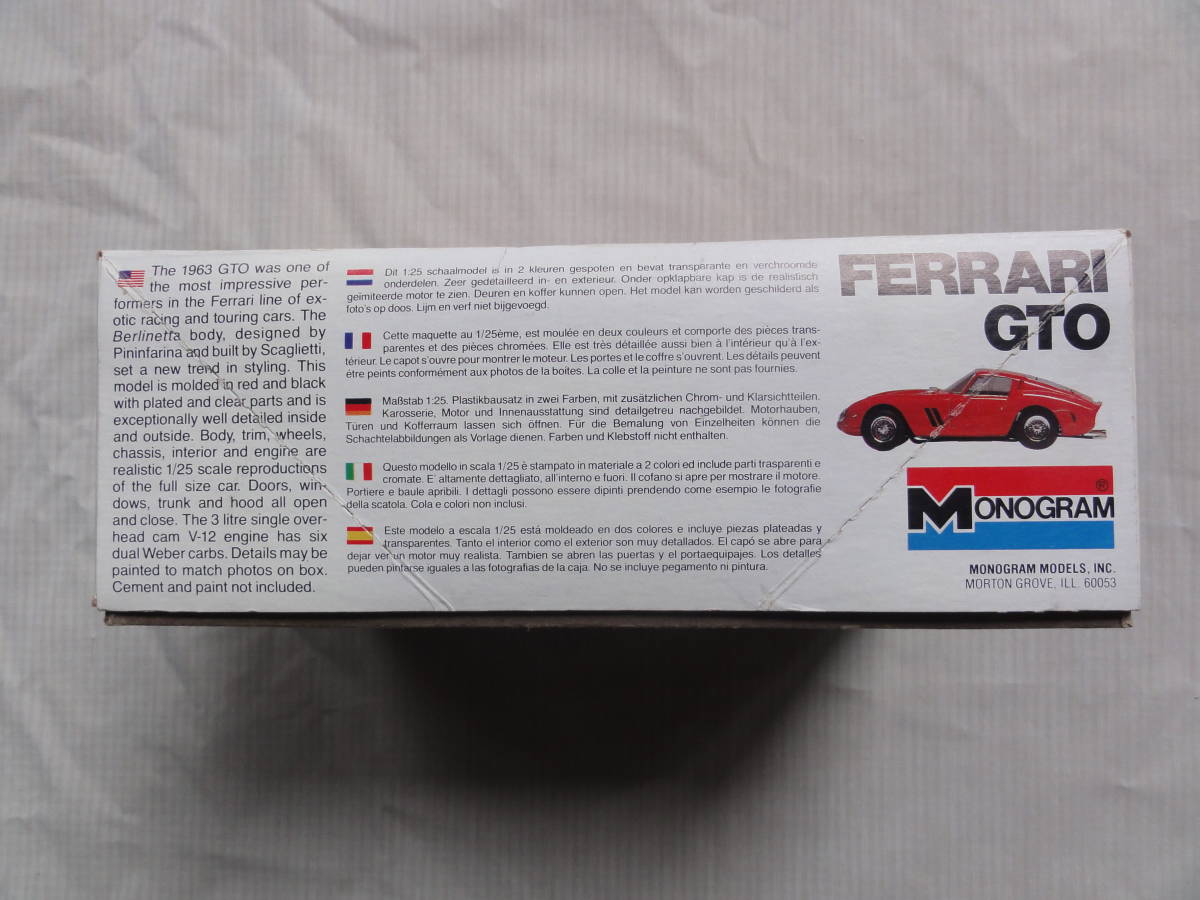 The 1963 GTO was one of
the most impressive per-
formers in the Ferrari line of ex-
otic racing and touring cars. The
Berlinetta body, designed by
Pininfarina and built by Scaglietti,
set a new trend in styling. This
model is molded in red and black
with plated and clear parts and is
exceptionally well detailed inside
and outside. Body, trim, wheels,
chassis, interior and engine are
realistic 1/25 scale reproductions
of the full size car. Doors, win-
dows, trunk and hood all open
and close. The 3 litre single over-
head cam V-12 engine has six
dual Weber carbs. Details may be
painted to match photos on box.
Cement and paint not included.
Dit 1:25 schaalmodel is in 2 kleuren gespoten en bevat transparante en verchroomde
onderdelen. Zeer gedetailleerd in- en exterieur. Onder opklapbare kap is de realistisch
geïmiteerde motor te zien. Deuren en koffer kunnen open. Het model kan worden geschilderd als
foto's op doos. Lijm en verf niet bijgevoegd.
Cette maquette au 1/25ème, est moulée en deux couleurs et comporte des pièces trans-
parentes et des pièces chromées. Elle est très détaillée aussi bien à l'intérieur qu'à l'ex-
térieur. Le capot s'ouvre pour montrer le moteur. Les portes et le coffre s'ouvrent. Les détails peuvent
étre peints conformément aux photos de la boites. La colle et la peinture ne sont pas fournies.
Maßstab 1:25. Plastikbausatz in zwei Farben, mit zusätzlichen Chrom- und Klarsichtteilen.
Karosserie, Motor und Innenausstattung sind detailgetreu nachgebildet. Motorhauben,
Türen und Kofferraum lassen sich öffnen. Für die Bemalung von Einzelheiten können die
Schachtelabbildungen als Vorlage dienen. Farben und Klebstoff nicht enthalten.
Questo modello in scala 1/25 è stampato in materiale a 2 colori ed include parti trasparenti e
cromate. E' altamente dettagliato, all'interno e fuori. Il cofano si apre per mostrare il motore.
Portiere e baule apribili. I dettagli possono essere dipinti prendendo come esempio le fotografie
della scatola. Cola e colori non inclusi.
Este modelo a escala 1/25 está moldeado en dos colores e incluye piezas plateadas y
transparentes. Tanto el interior como el exterior son muy detallados. El capó se abre para
dejar ver un motor muy realista. Tambien se abren las puertas y el portaequipajes. Los detalles
pueden pintarse iguales a las fotografias de la caja. No se incluye pegamento ni pintura.
FERRARI
GTO
MONOGRAM®
MONOGRAM MODELS, INC.
MORTON GROVE, ILL. 60053